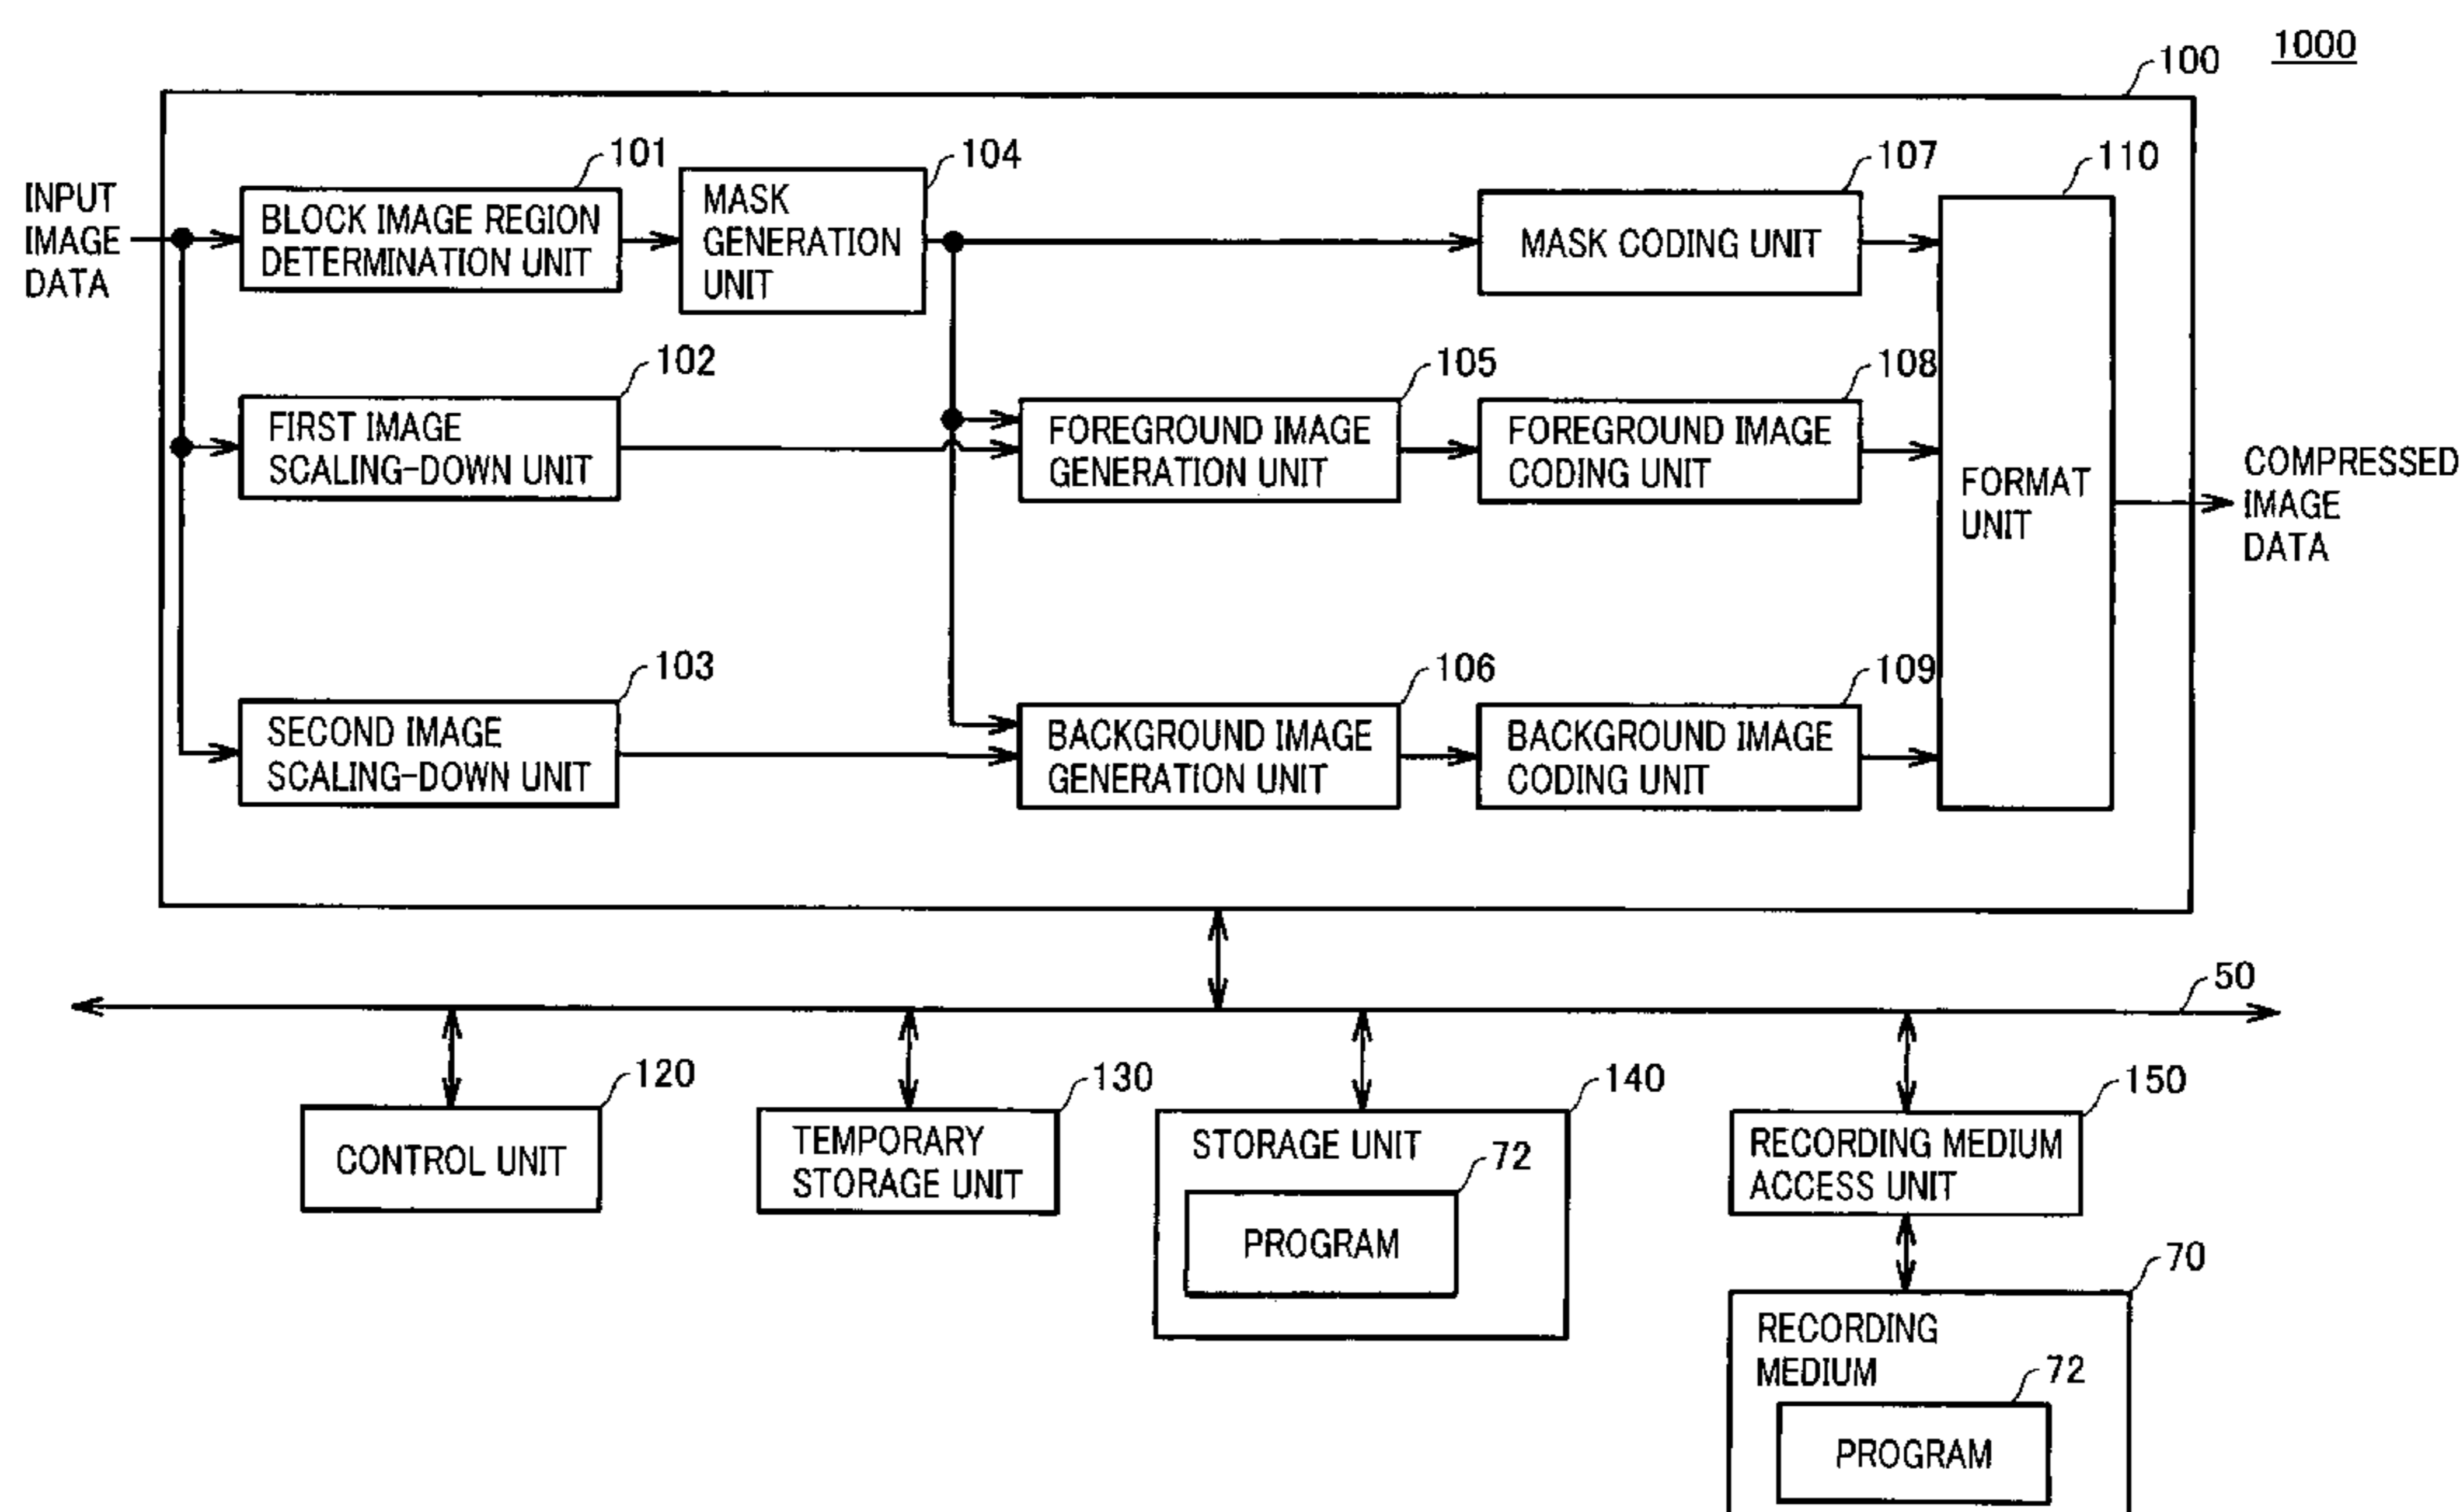 1000
100
INPUT
IMAGE
DATA
101
BLOCK IMAGE REGION
DETERMINATION UNIT
104
MASK
GENERATION
UNIT
107
MASK CODING UNIT
110
FORMAT
UNIT
102
FIRST IMAGE
SCALING-DOWN UNIT
105
FOREGROUND IMAGE
GENERATION UNIT
108
FOREGROUND IMAGE
CODING UNIT
COMPRESSED
IMAGE
DATA
103
SECOND IMAGE
SCALING-DOWN UNIT
106
BACKGROUND IMAGE
GENERATION UNIT
109
BACKGROUND IMAGE
CODING UNIT
50
120
CONTROL UNIT
130
TEMPORARY
STORAGE UNIT
140
STORAGE UNIT
72
PROGRAM
150
RECORDING MEDIUM
ACCESS UNIT
70
RECORDING
MEDIUM
72
PROGRAM